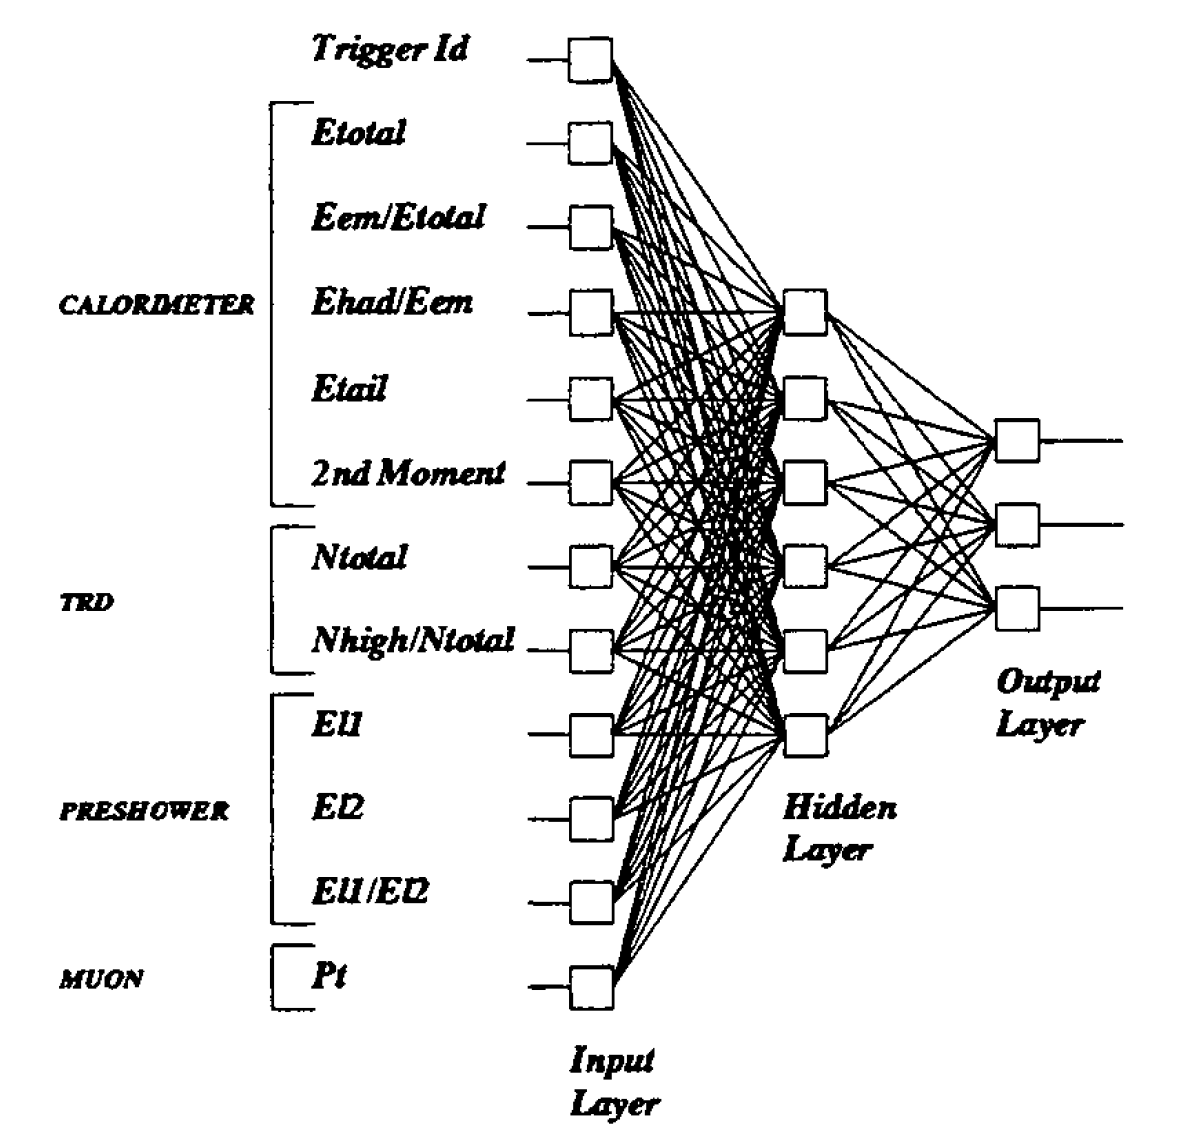 Trigger Id
Etotal
Eem/Etotal
CALORIMETER
Ehad/Eem
Etail
2nd Moment
Ntotal
TRD
Nhigh/Ntotal
El1
PRESHOWER
El2
El1/El2
MUON
Pt
Output
Layer
Hidden
Layer
Input
Layer